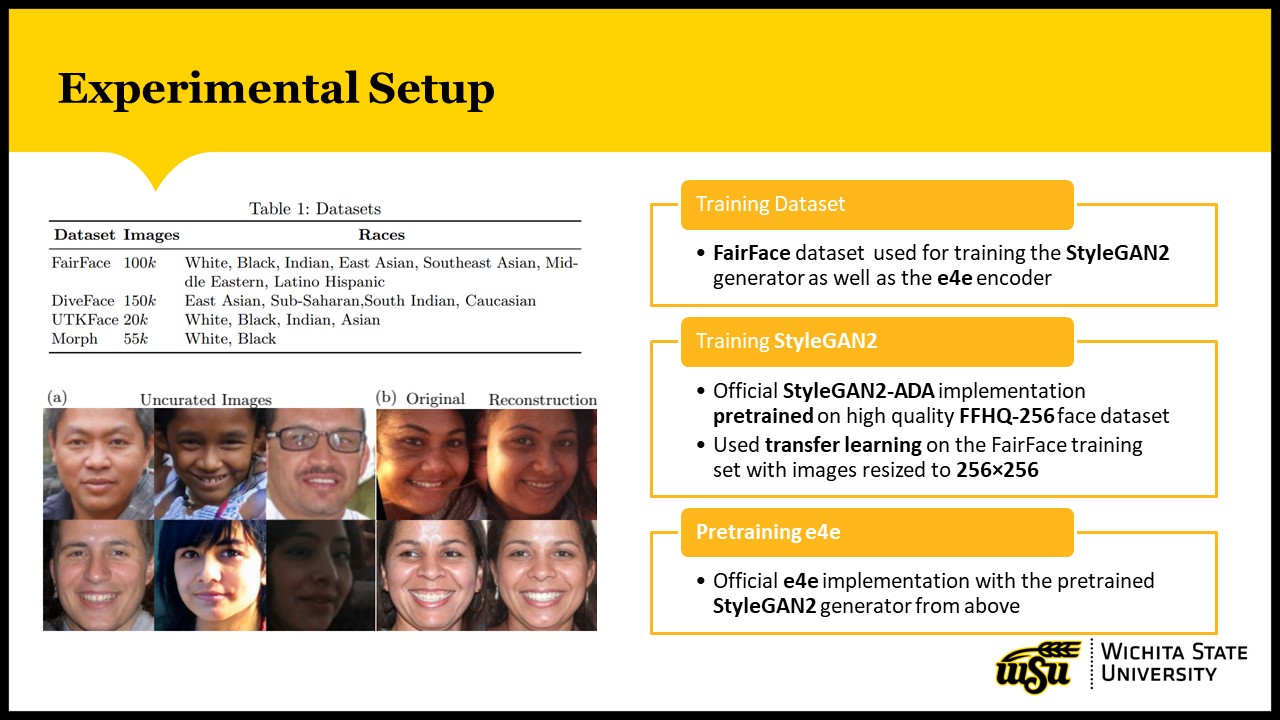 Experimental Setup
Table 1: Datasets
Dataset Images Races
FairFace 100k White, Black, Indian, East Asian, Southeast Asian, Mid-
dle Eastern, Latino Hispanic
DiveFace 150k East Asian, Sub-Saharan,South Indian, Caucasian
UTKFace 20k White, Black, Indian, Asian
Morph 55k White, Black
(a) Uncurated Images (b) Original Reconstruction
Training Dataset
• FairFace dataset used for training the StyleGAN2
generator as well as the e4e encoder
Training StyleGAN2
• Official StyleGAN2-ADA implementation
pretrained on high quality FFHQ-256 face dataset
• Used transfer learning on the FairFace training
set with images resized to 256×256
Pretraining e4e
• Official e4e implementation with the pretrained
StyleGAN2 generator from above
WSU
WICHITA STATE
UNIVERSITY